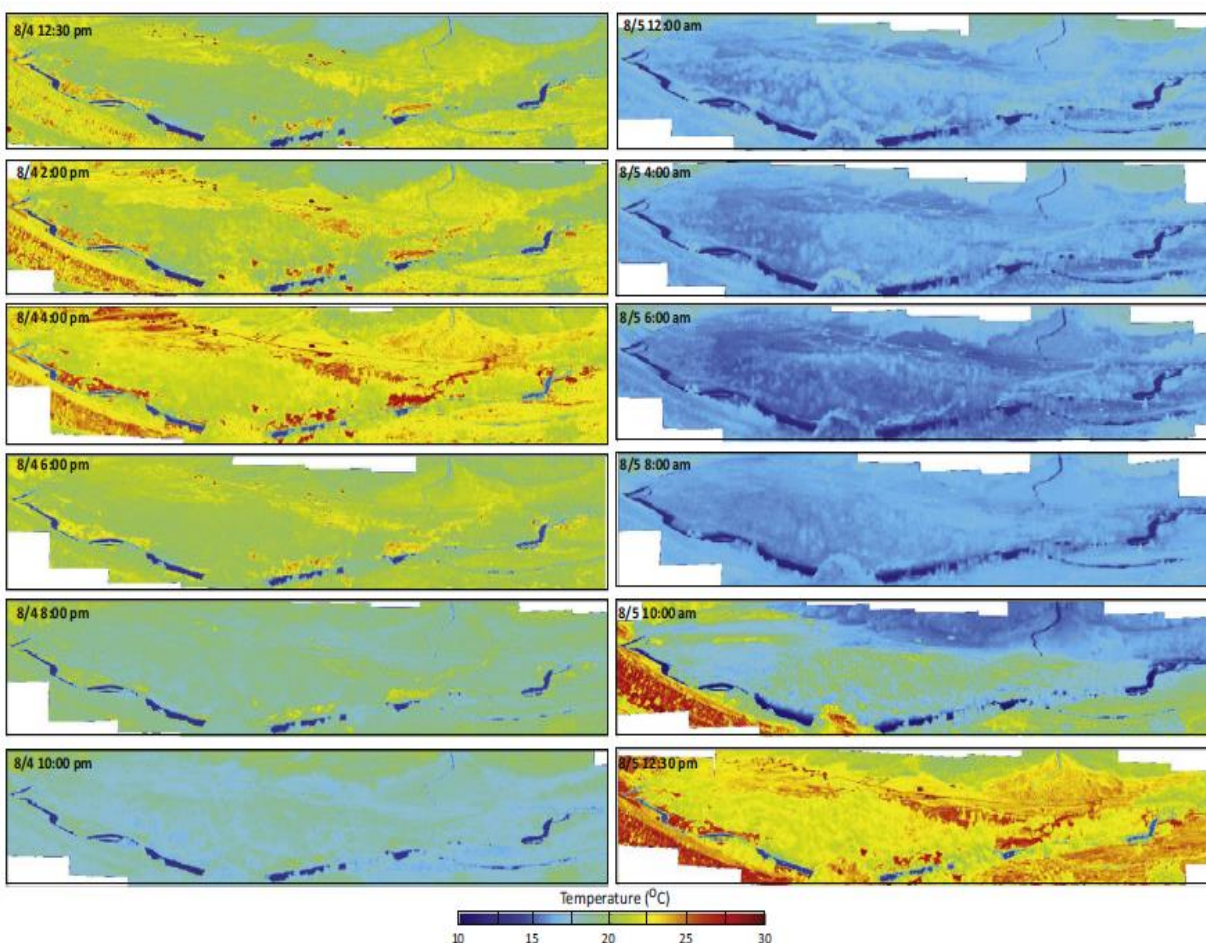 8/4 12:30 pm
8/4 2:00 pm
8/4 4:00 pm
8/4 6:00 pm
8/4 8:00 pm
8/4 10:00 pm
8/5 12:00 am
8/5 4:00 am
8/5 6:00 am
8/5 8:00 am
8/5 10:00 am
8/5 12:30 pm
Temperature (⁰C)
10 15 20 25 30